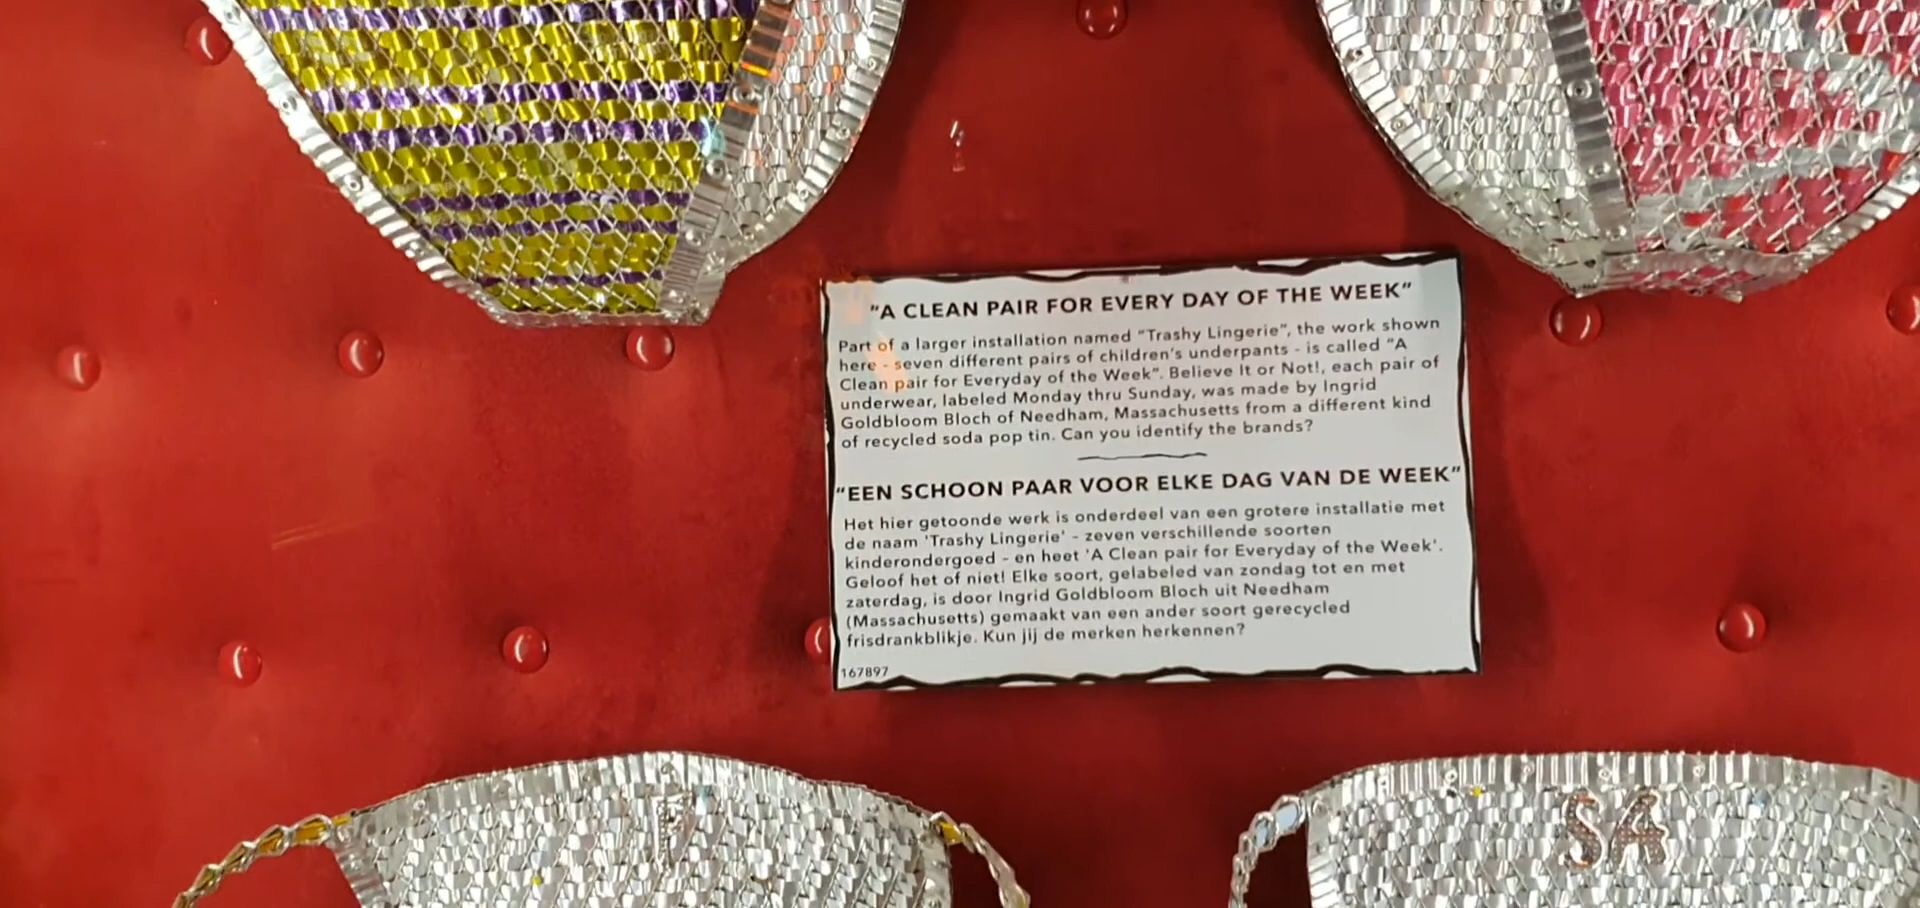 "A CLEAN PAIR FOR EVERY DAY OF THE WEEK"
Part of a larger installation named "Trashy Lingerie", the work shown
here - seven different pairs of children's underpants - is called "A
Clean pair for Everyday of the Week". Believe It or Not!, each pair of
underwear, labeled Monday thru Sunday, was made by Ingrid
Goldbloom Bloch of Needham, Massachusetts from a different kind
of recycled soda pop tin. Can you identify the brands?
"EEN SCHOON PAAR VOOR ELKE DAG VAN DE WEEK"
Het hier getoonde werk is onderdeel van een grotere installatie met
de naam 'Trashy Lingerie' - zeven verschillende soorten
kinderondergoed - en heet 'A Clean pair for Everyday of the Week'.
Geloof het of niet! Elke soort, gelabeled van zondag tot en met
zaterdag, is door Ingrid Goldbloom Bloch uit Needham
(Massachusetts) gemaakt van een ander soort gerecycled
frisdrankblikje. Kun jij de merken herkennen?
167897
F
SA